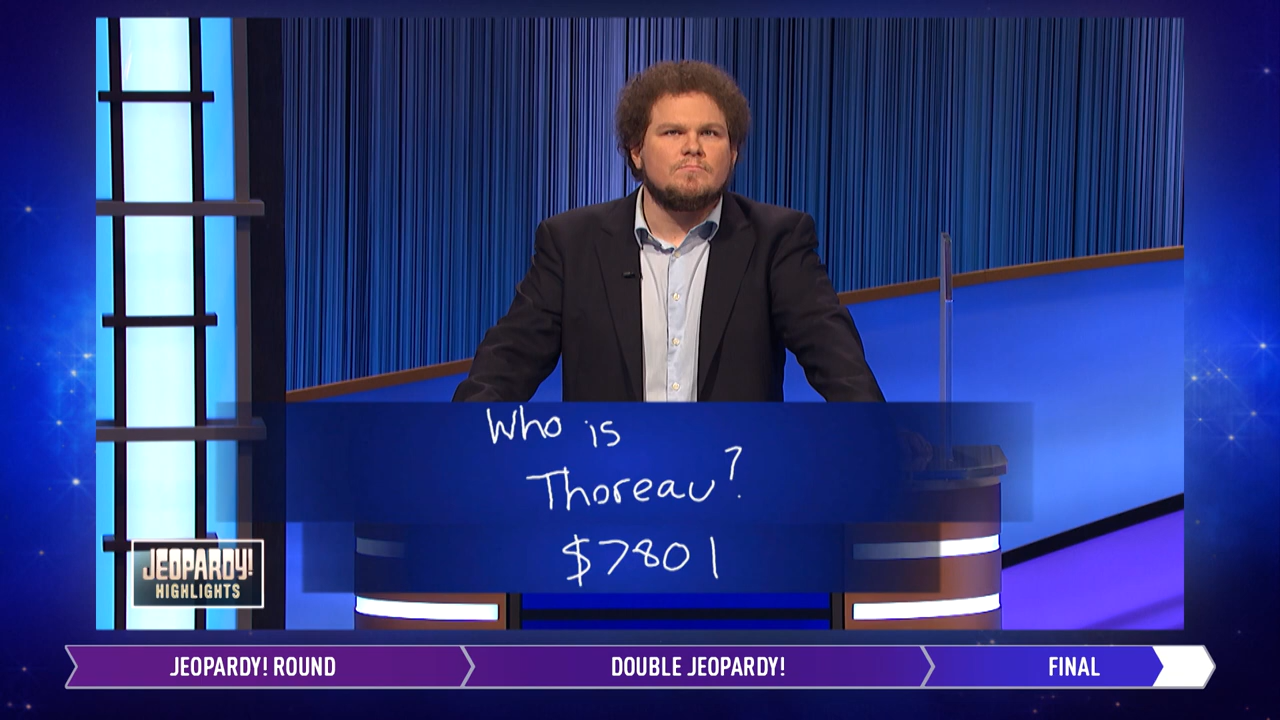 Who is
Thoreau?
$7801
JEOPARDY!
HIGHLIGHTS
JEOPARDY! ROUND
DOUBLE JEOPARDY!
FINAL